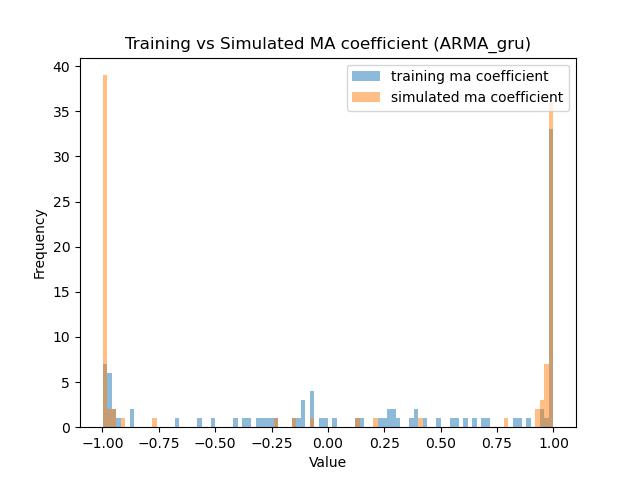 Training vs Simulated MA coefficient (ARMA_gru)
training ma coefficient
simulated ma coefficient
40
35
30
25
20
15
10
5
0
Frequency
−1.00 −0.75 −0.50 −0.25 0.00 0.25 0.50 0.75 1.00
Value